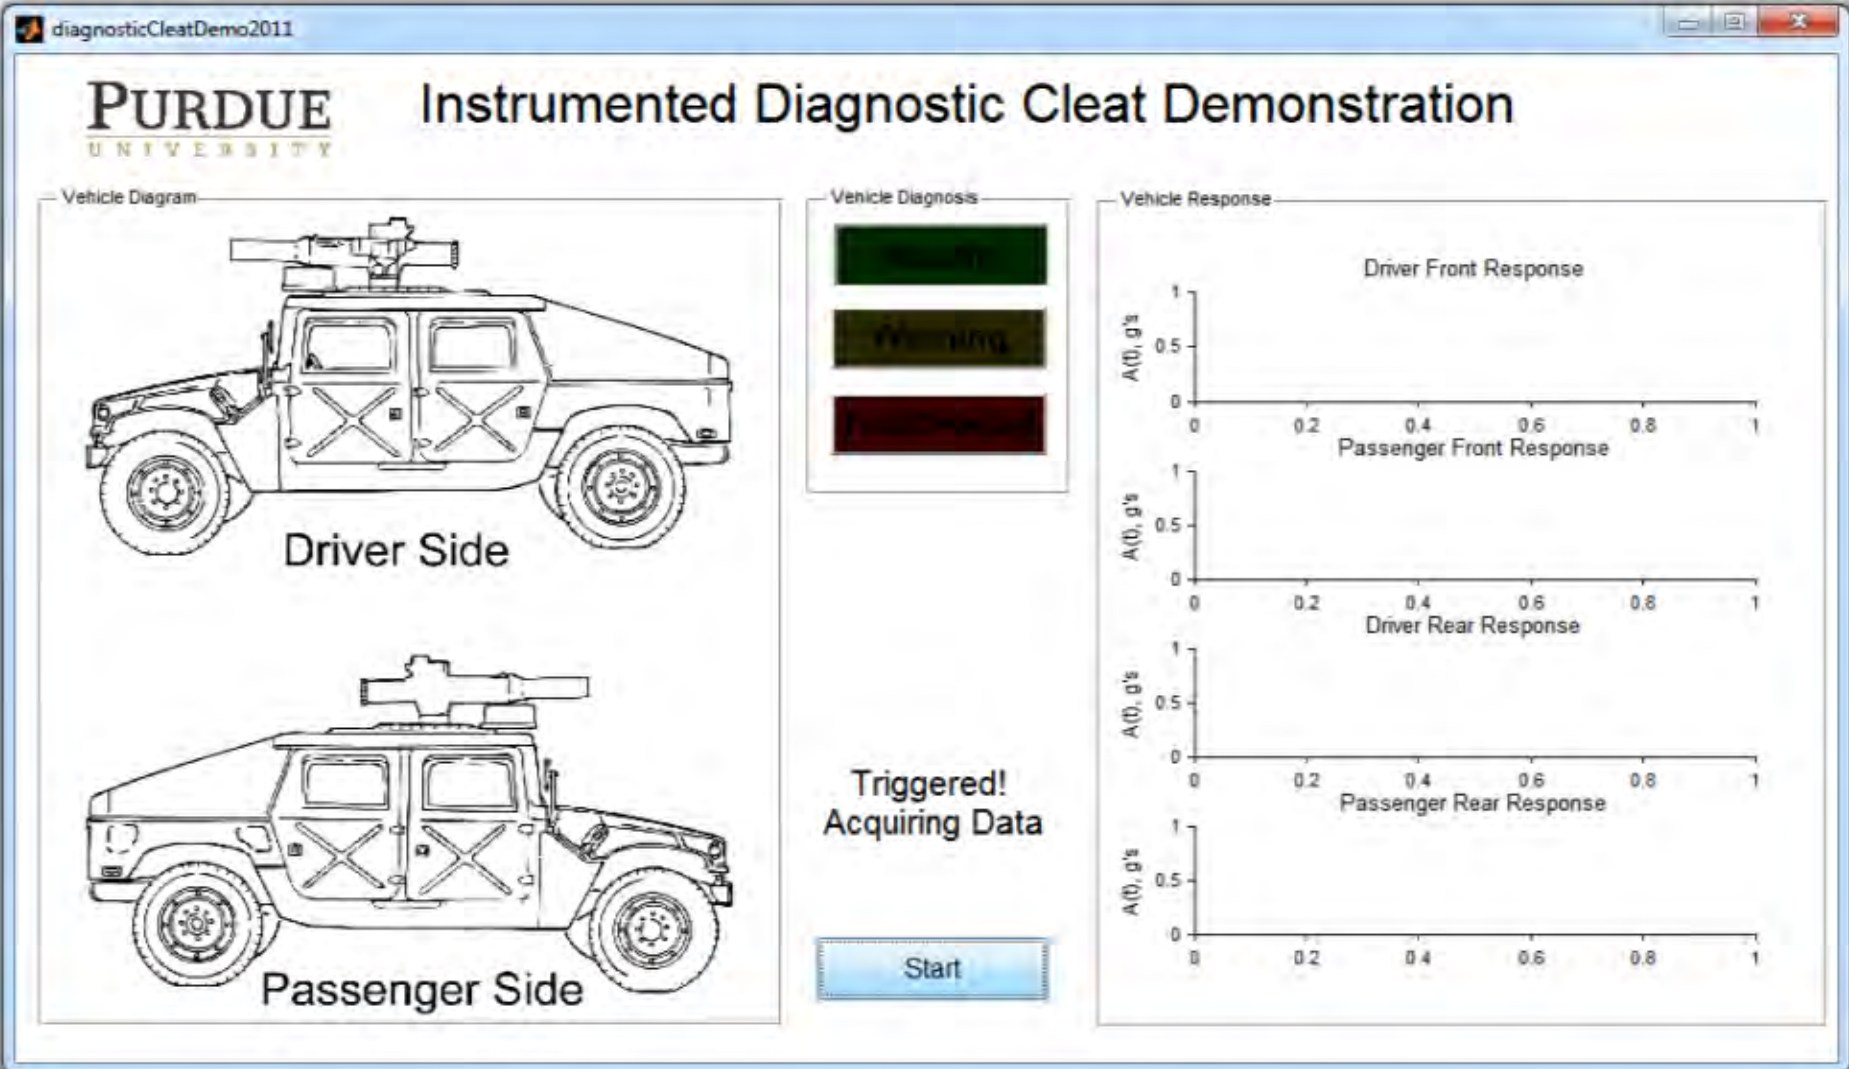 diagnosticCleatDemo2011
PURDUE
UNIVERSITY
Instrumented Diagnostic Cleat Demonstration
Vehicle Diagram
Driver Side
Passenger Side
Vehicle Diagnosis
Warning
Triggered!
Acquiring Data
Start
Vehicle Response
Driver Front Response
A(t), g's
1
0.5
0
0 0.2 0.4 0.6 0.8 1
Passenger Front Response
A(t), g's
1
0.5
0
0 0.2 0.4 0.6 0.8 1
Driver Rear Response
A(t), g's
1
0.5
0
0 0.2 0.4 0.6 0.8 1
Passenger Rear Response
A(t), g's
1
0.5
0
0 0.2 0.4 0.6 0.8 1